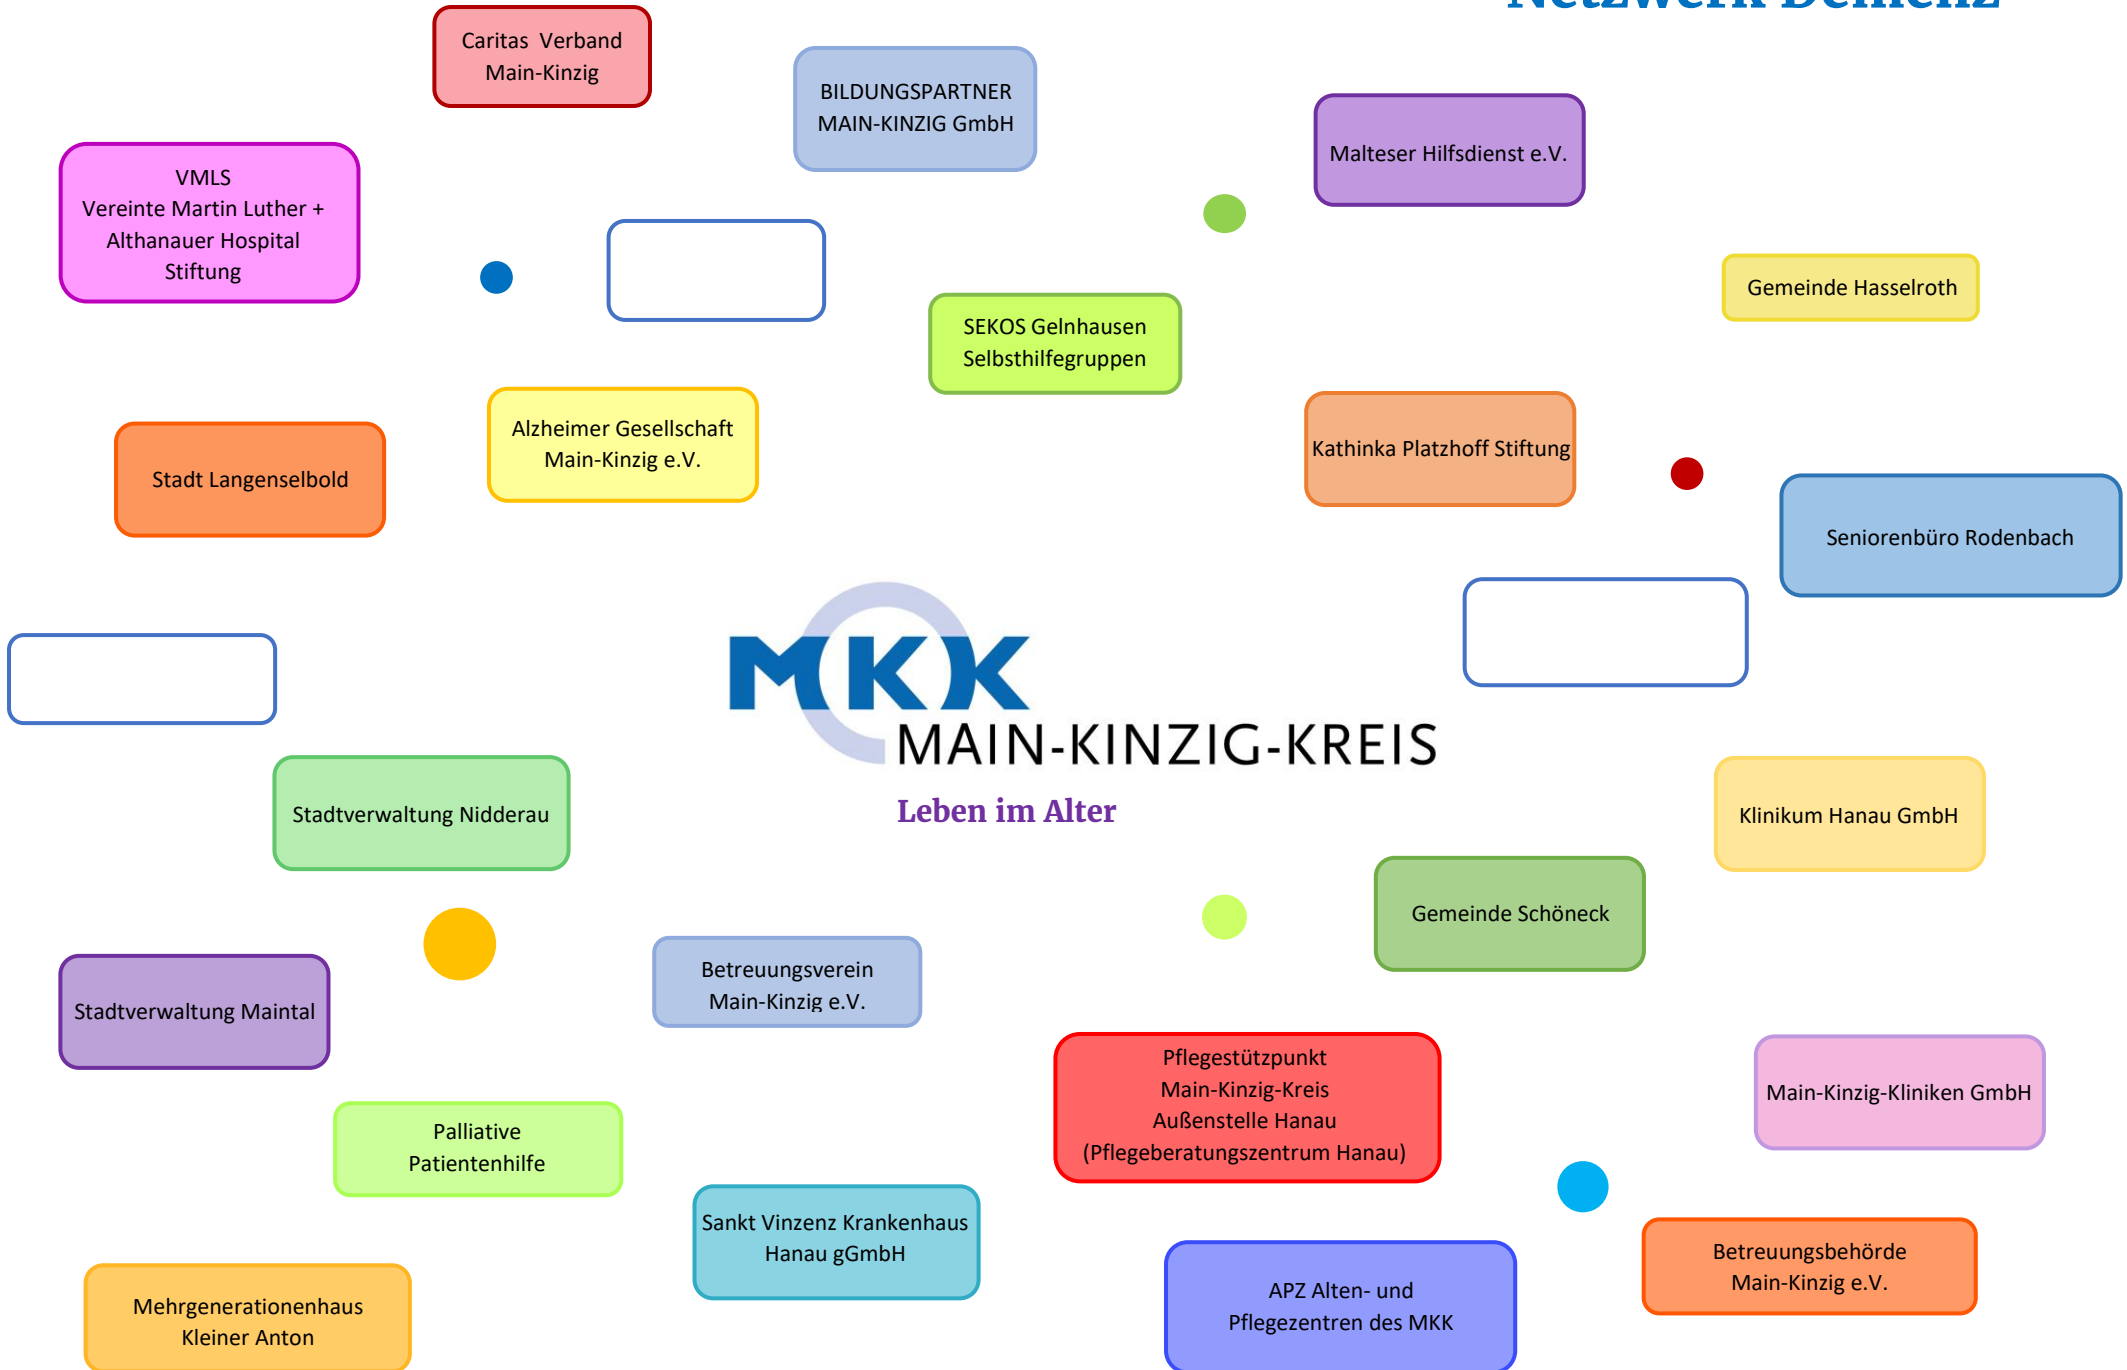 Netzwerk Demenz
Caritas  Verband
Main-Kinzig
BILDUNGSPARTNER
MAIN-KINZIG GmbH
Malteser Hilfsdienst e.V.
VMLS
Vereinte Martin Luther +
Althanauer Hospital
Stiftung
Gemeinde Hasselroth
SEKOS Gelnhausen
Selbsthilfegruppen
Alzheimer Gesellschaft
Main-Kinzig e.V.
Kathinka Platzhoff Stiftung
Stadt Langenselbold
Seniorenbüro Rodenbach
MKK
MAIN-KINZIG-KREIS
Leben im Alter
Stadtverwaltung Nidderau
Klinikum Hanau GmbH
Gemeinde Schöneck
Stadtverwaltung Maintal
Betreuungsverein
Main-Kinzig e.V.
Pflegestützpunkt
Main-Kinzig-Kreis
Außenstelle Hanau
(Pflegeberatungszentrum Hanau)
Main-Kinzig-Kliniken GmbH
Palliative
Patientenhilfe
Sankt Vinzenz Krankenhaus
Hanau gGmbH
Betreuungsbehörde
Main-Kinzig e.V.
APZ Alten- und
Pflegezentren des MKK
Mehrgenerationenhaus
Kleiner Anton